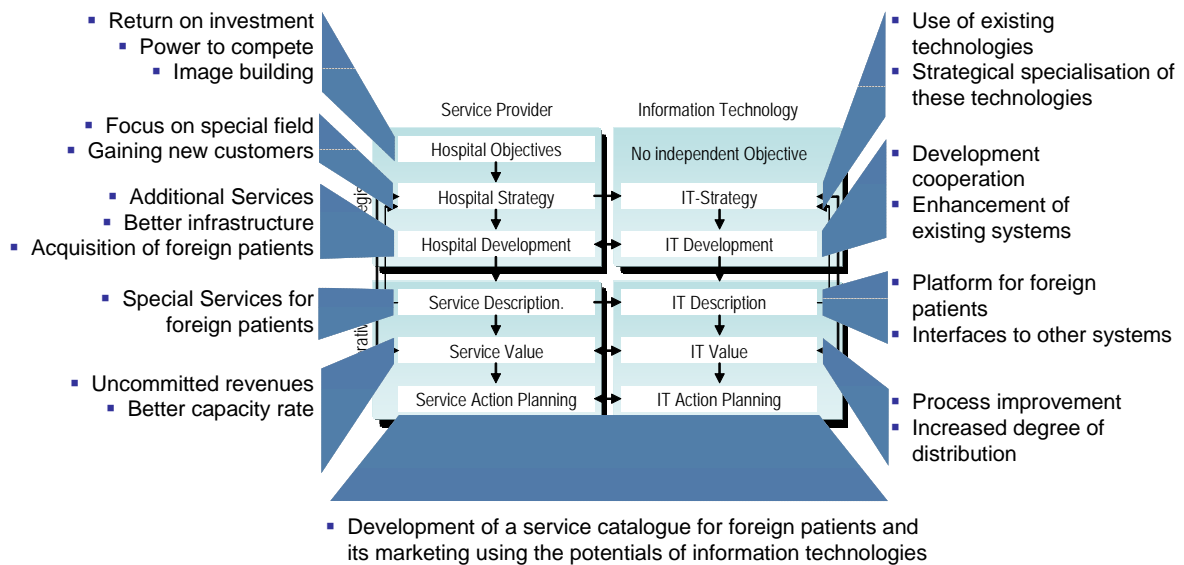 Return on investment
Power to compete
Image building
Focus on special field
Gaining new customers
Additional Services
Better infrastructure
Acquisition of foreign patients
Special Services for
foreign patients
Uncommitted revenues
Better capacity rate
Service Provider
Information Technology
Hospital Objectives
No independent Objective
Hospital Strategy
IT-Strategy
Hospital Development
IT Development
Service Description.
IT Description
Service Value
IT Value
Service Action Planning
IT Action Planning
Use of existing
technologies
Strategical specialisation of
these technologies
Development
cooperation
Enhancement of
existing systems
Platform for foreign
patients
Interfaces to other systems
Process improvement
Increased degree of
distribution
Development of a service catalogue for foreign patients and
its marketing using the potentials of information technologies